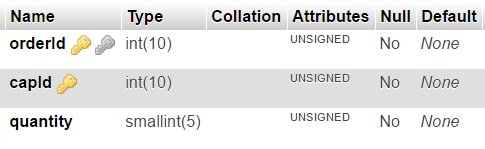 Name Type Collation Attributes Null Default
orderId int(10) UNSIGNED No None
capId int(10) UNSIGNED No None
quantity smallint(5) UNSIGNED No None